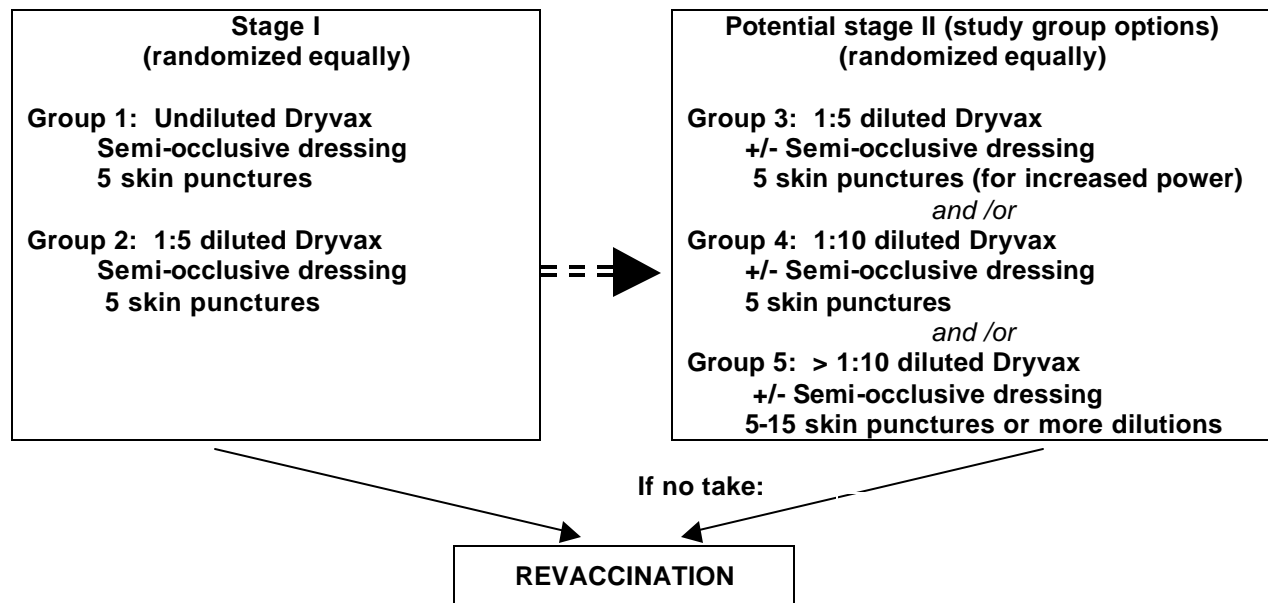 Stage I
(randomized equally)
Group 1: Undiluted Dryvax
Semi-occlusive dressing
5 skin punctures
Group 2: 1:5 diluted Dryvax
Semi-occlusive dressing
5 skin punctures
Potential stage II (study group options)
(randomized equally)
Group 3: 1:5 diluted Dryvax
+/- Semi-occlusive dressing
5 skin punctures (for increased power)
and /or
Group 4: 1:10 diluted Dryvax
+/- Semi-occlusive dressing
5 skin punctures
and /or
Group 5: > 1:10 diluted Dryvax
+/- Semi-occlusive dressing
5-15 skin punctures or more dilutions
If no take:
REVACCINATION